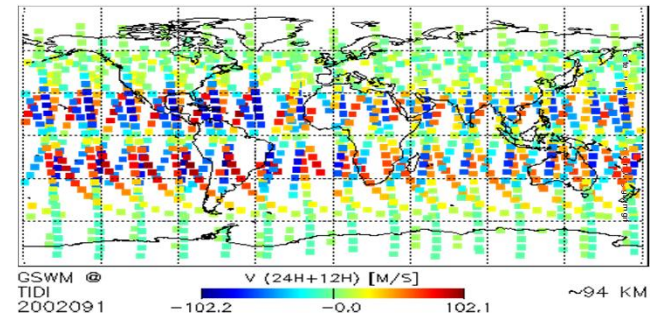 GSWM @
TIDI
2002091
V (24H+12H) [M/S]
-102.2
-0.0
102.1
~94 KM